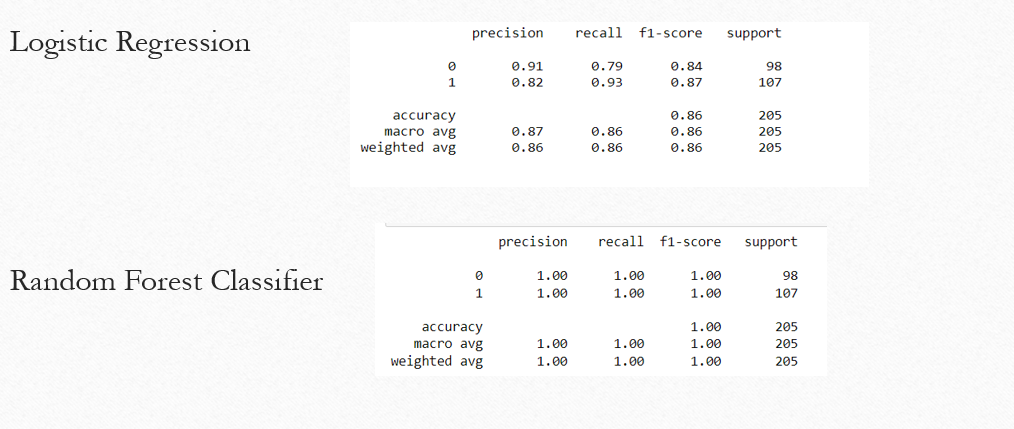 Logistic Regression
precision recall f1-score support
0 0.91 0.79 0.84 98
1 0.82 0.93 0.87 107
accuracy 0.86 205
macro avg 0.87 0.86 0.86 205
weighted avg 0.86 0.86 0.86 205
Random Forest Classifier
precision recall f1-score support
0 1.00 1.00 1.00 98
1 1.00 1.00 1.00 107
accuracy 1.00 205
macro avg 1.00 1.00 1.00 205
weighted avg 1.00 1.00 1.00 205